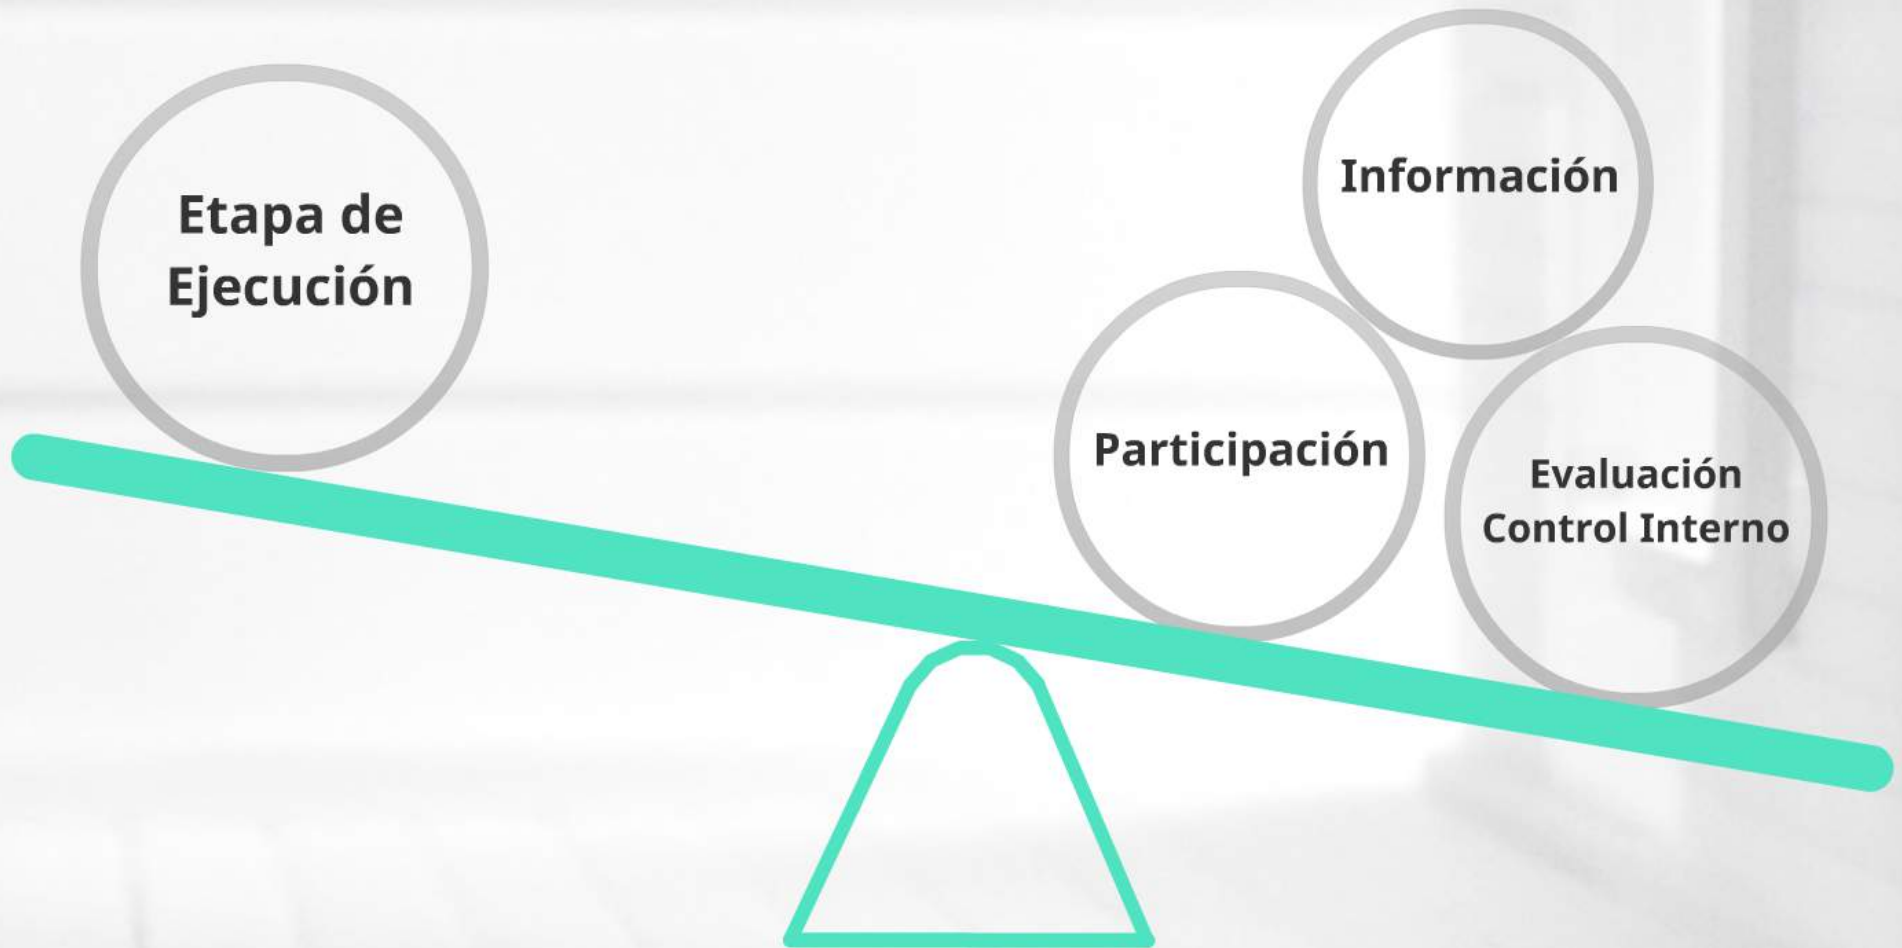 Etapa de
Ejecución
Información
Participación
Evaluación
Control Interno